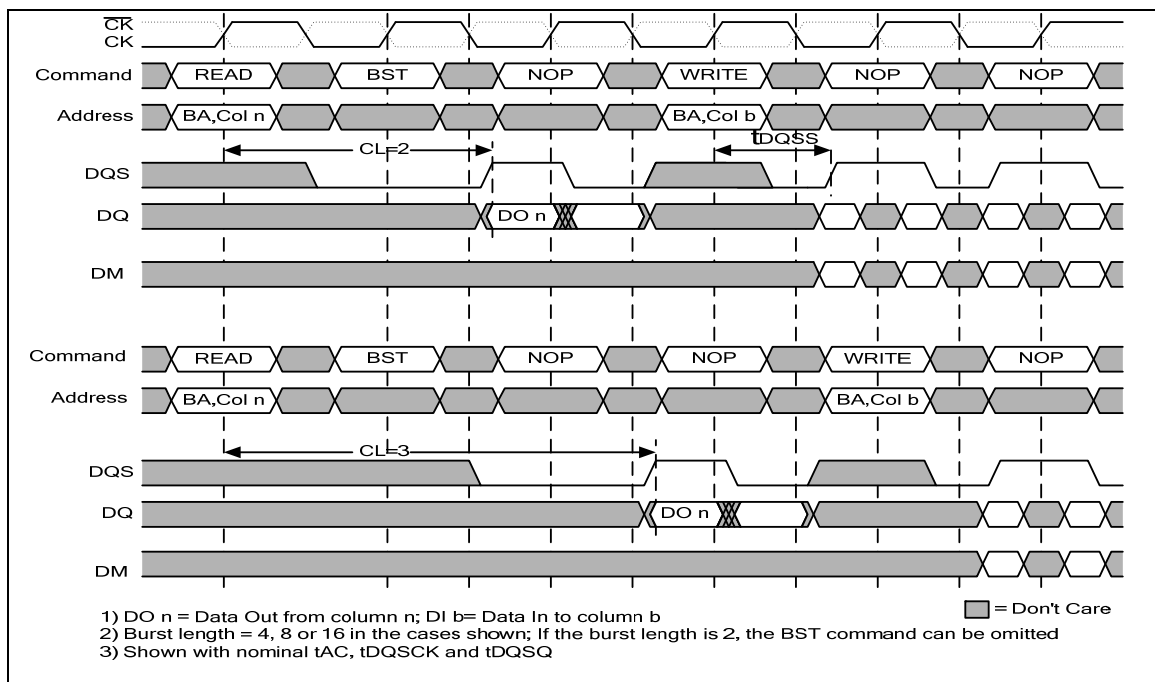 CK
CK
Command READ BST NOP WRITE NOP NOP
Address BA,Col n BA,Col b
CL=2 tDQSS
DQS
DQ DO n
DM
Command READ BST NOP NOP WRITE NOP
Address BA,Col n BA,Col b
CL=3
DQS
DQ DO n
DM
1) DO n = Data Out from column n; DI b= Data In to column b
= Don't Care
2) Burst length = 4, 8 or 16 in the cases shown; If the burst length is 2, the BST command can be omitted
3) Shown with nominal tAC, tDQSCK and tDQSQ